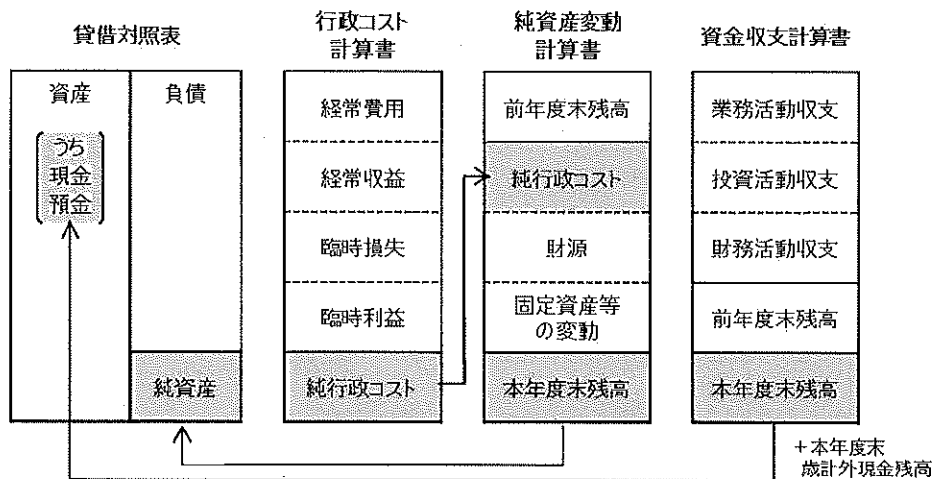 貸借対照表
資産
うち
現金
預金
負債
純資産
行政コスト
計算書
経常費用
経常収益
臨時損失
臨時利益
純行政コスト
純資産変動
計算書
前年度末残高
純行政コスト
財源
固定資産等
の変動
本年度末残高
資金収支計算書
業務活動収支
投資活動収支
財務活動収支
前年度末残高
本年度末残高
+本年度末
歳計外現金残高